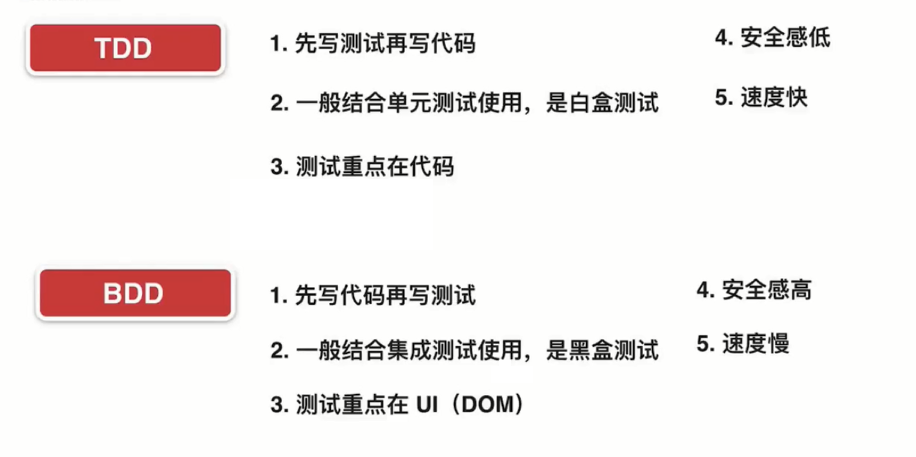 TDD
1. 先写测试再写代码
2. 一般结合单元测试使用，是白盒测试
3. 测试重点在代码
4. 安全感低
5. 速度快
BDD
1. 先写代码再写测试
2. 一般结合集成测试使用，是黑盒测试
3. 测试重点在 UI（DOM）
4. 安全感高
5. 速度慢